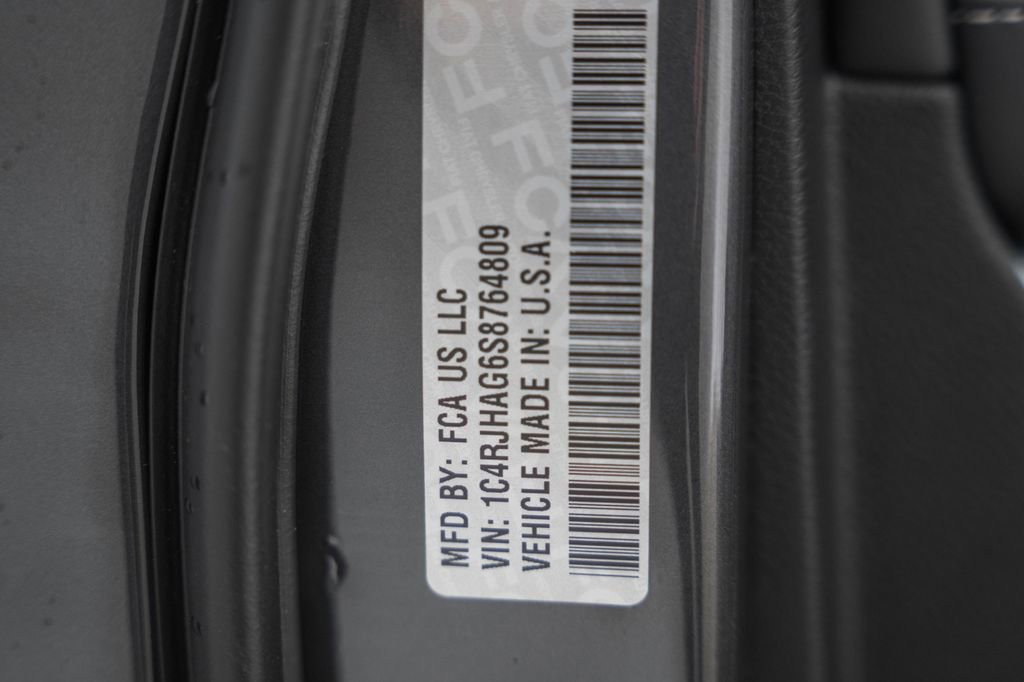 MFD BY: FCA US LLC
VIN: 1C4RJHAG6S8764809
VEHICLE MADE IN: U.S.A.